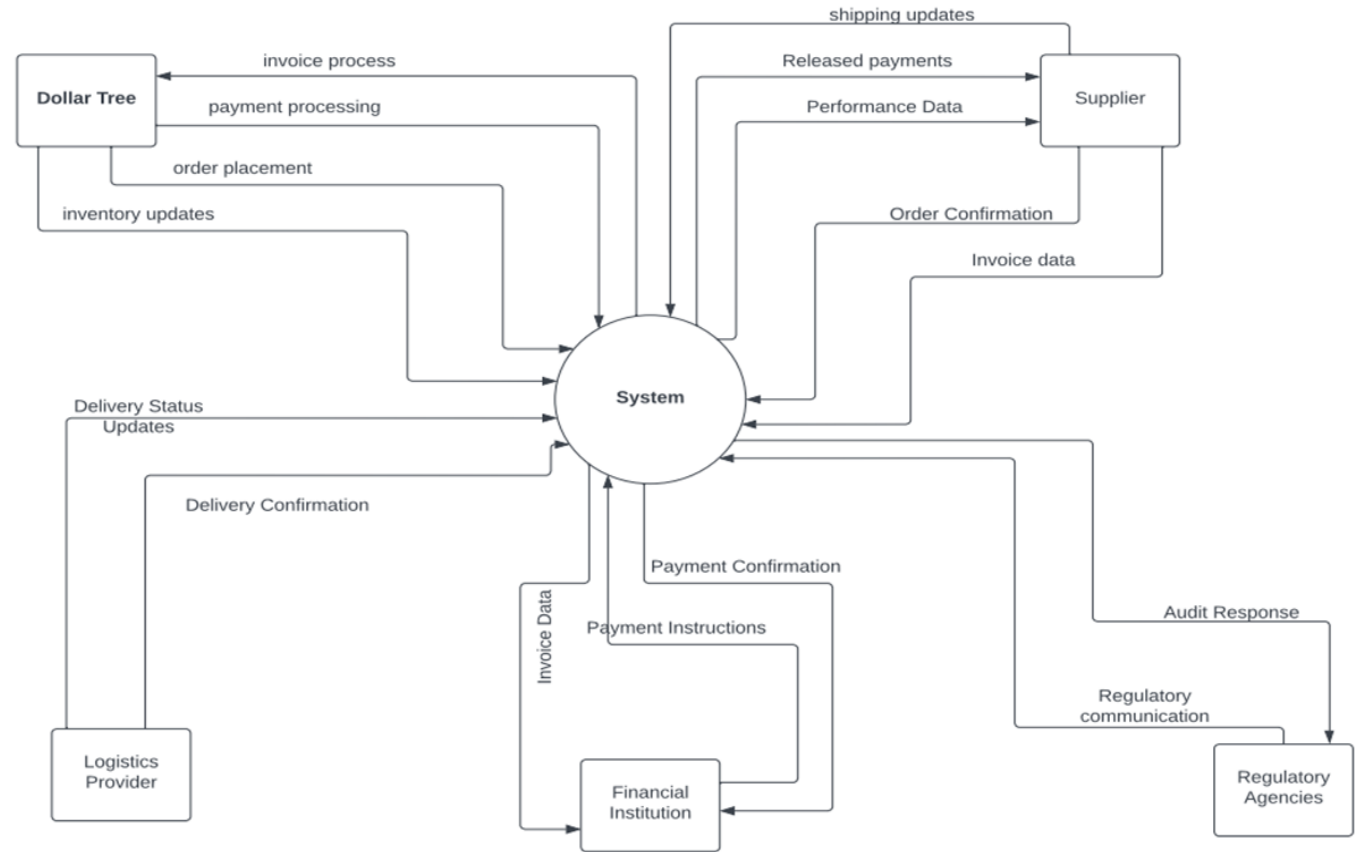 shipping updates
invoice process
Released payments
Dollar Tree
Supplier
payment processing
Performance Data
order placement
inventory updates
Order Confirmation
Invoice data
System
Delivery Status
Updates
Delivery Confirmation
Payment Confirmation
Invoice Data
Payment Instructions
Audit Response
Regulatory
communication
Logistics
Provider
Financial
Institution
Regulatory
Agencies